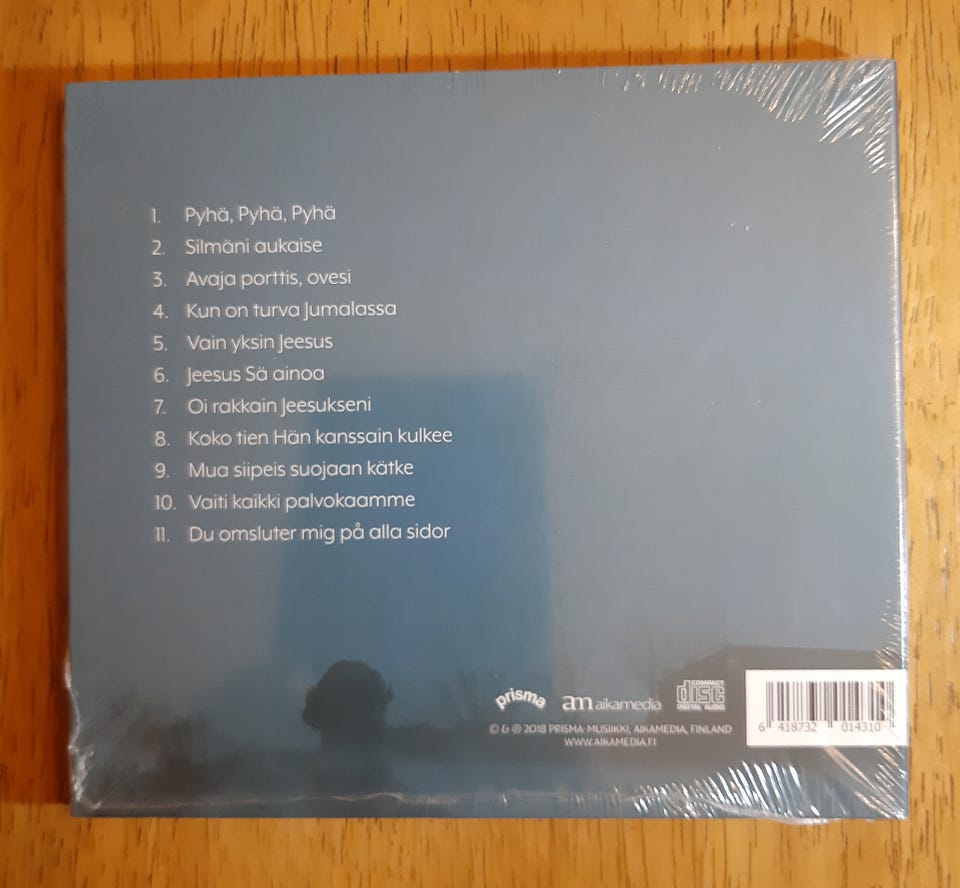 1. Pyhä, Pyhä, Pyhä
2. Silmäni aukaise
3. Avaja porttis, ovesi
4. Kun on turva Jumalassa
5. Vain yksin Jeesus
6. Jeesus Sä ainoa
7. Oi rakkain Jeesukseni
8. Koko tien Hän kanssain kulkee
9. Mua siipeis suojaan kätke
10. Vaiti kaikki palvokaamme
11. Du omsluter mig på alla sidor
prisma am aikamedia COMPACT disc DIGITAL AUDIO
© & ℗ 2018 PRISMA-MUSIIKKI, AIKAMEDIA, FINLAND
WWW.AIKAMEDIA.FI
6 418732 014310